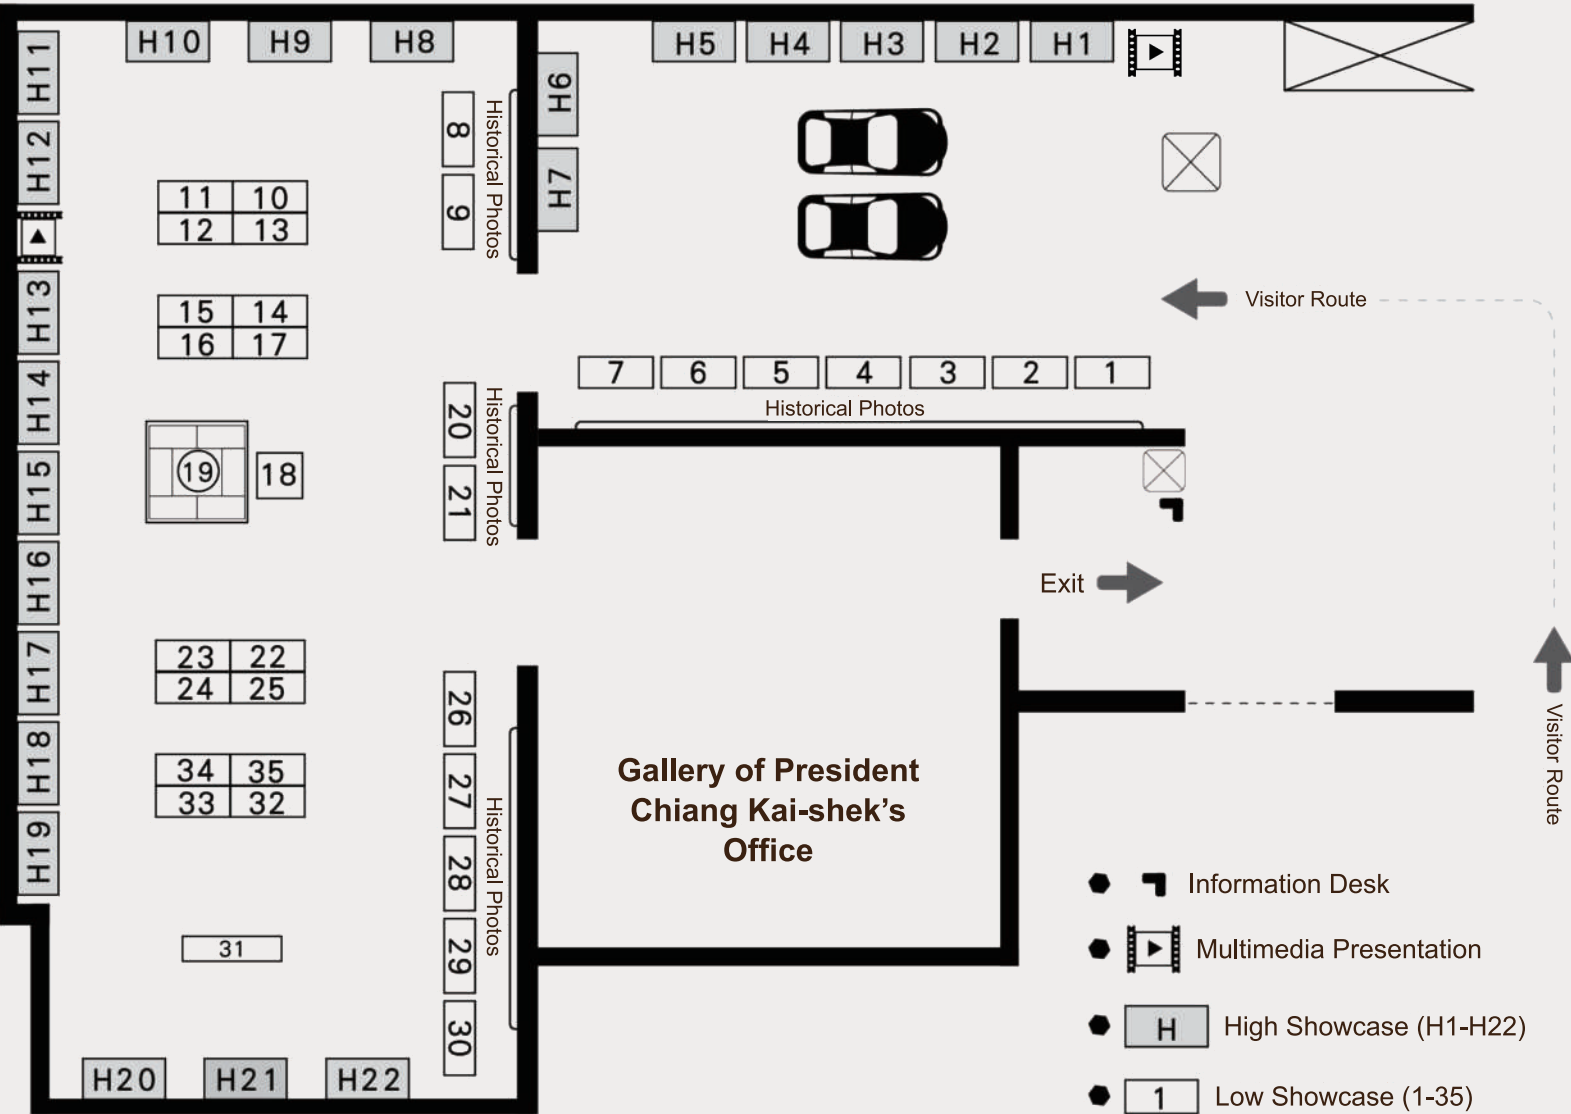 H10
H9
H8
H5
H4
H3
H2
H1
H11
H12
H6
H7
8
9
Historical Photos
11
10
12
13
H13
15
14
16
17
Visitor Route
H14
7
6
5
4
3
2
1
Historical Photos
20
21
Historical Photos
19
18
H15
H16
Exit
H17
23
22
24
25
H18
34
35
33
32
26
27
28
29
30
Historical Photos
Gallery of President
Chiang Kai-shek’s
Office
Visitor Route
H19
31
H20
H21
H22
Information Desk
Multimedia Presentation
H High Showcase (H1-H22)
1 Low Showcase (1-35)